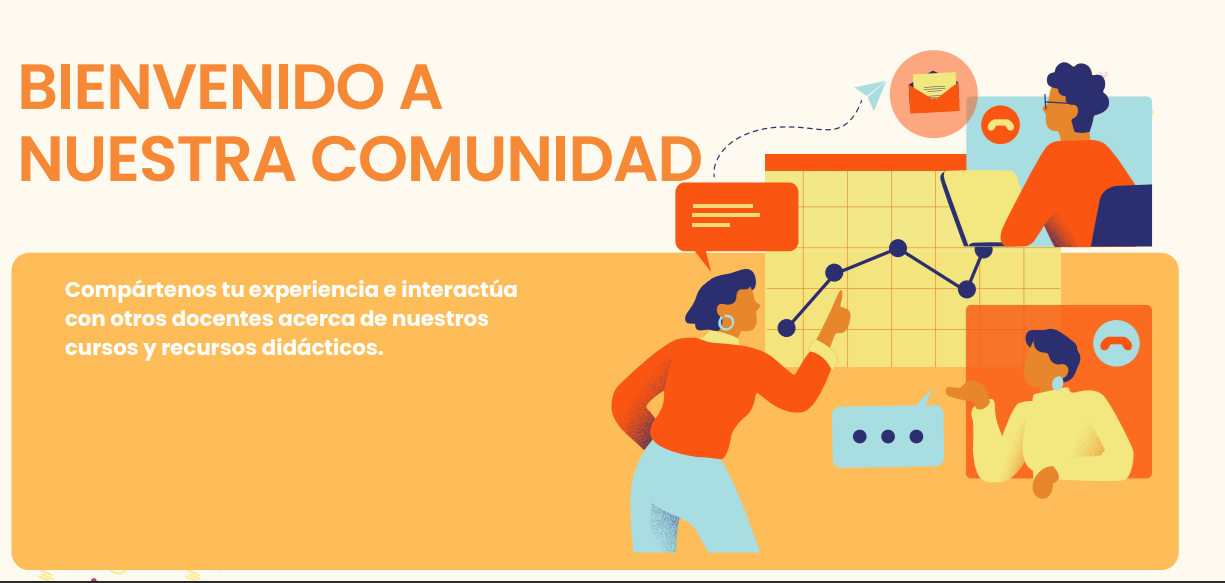 BIENVENIDO A
NUESTRA COMUNIDAD
Compártenos tu experiencia e interactúa
con otros docentes acerca de nuestros
cursos y recursos didácticos.